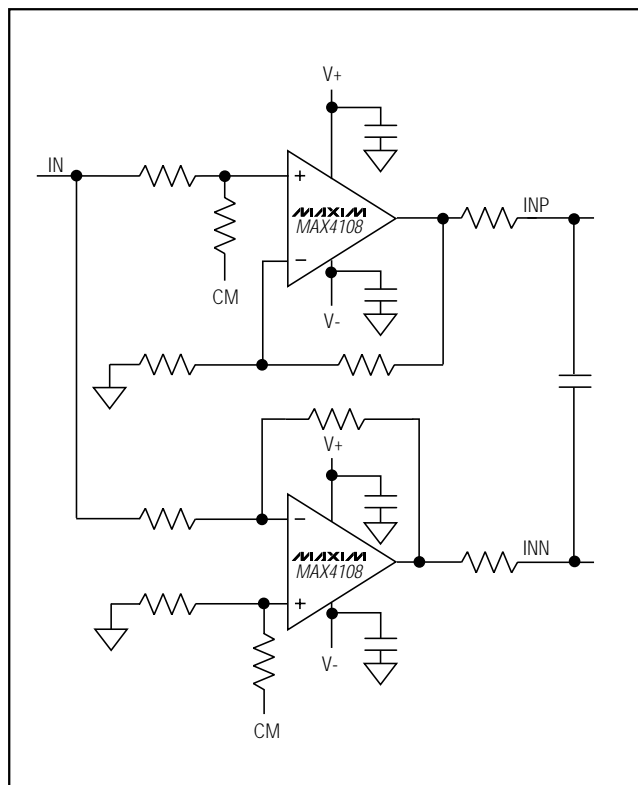 V+
IN
+
MAXIM
MAX4108
−
INP
CM
V-
V+
−
MAXIM
MAX4108
+
INN
V-
CM